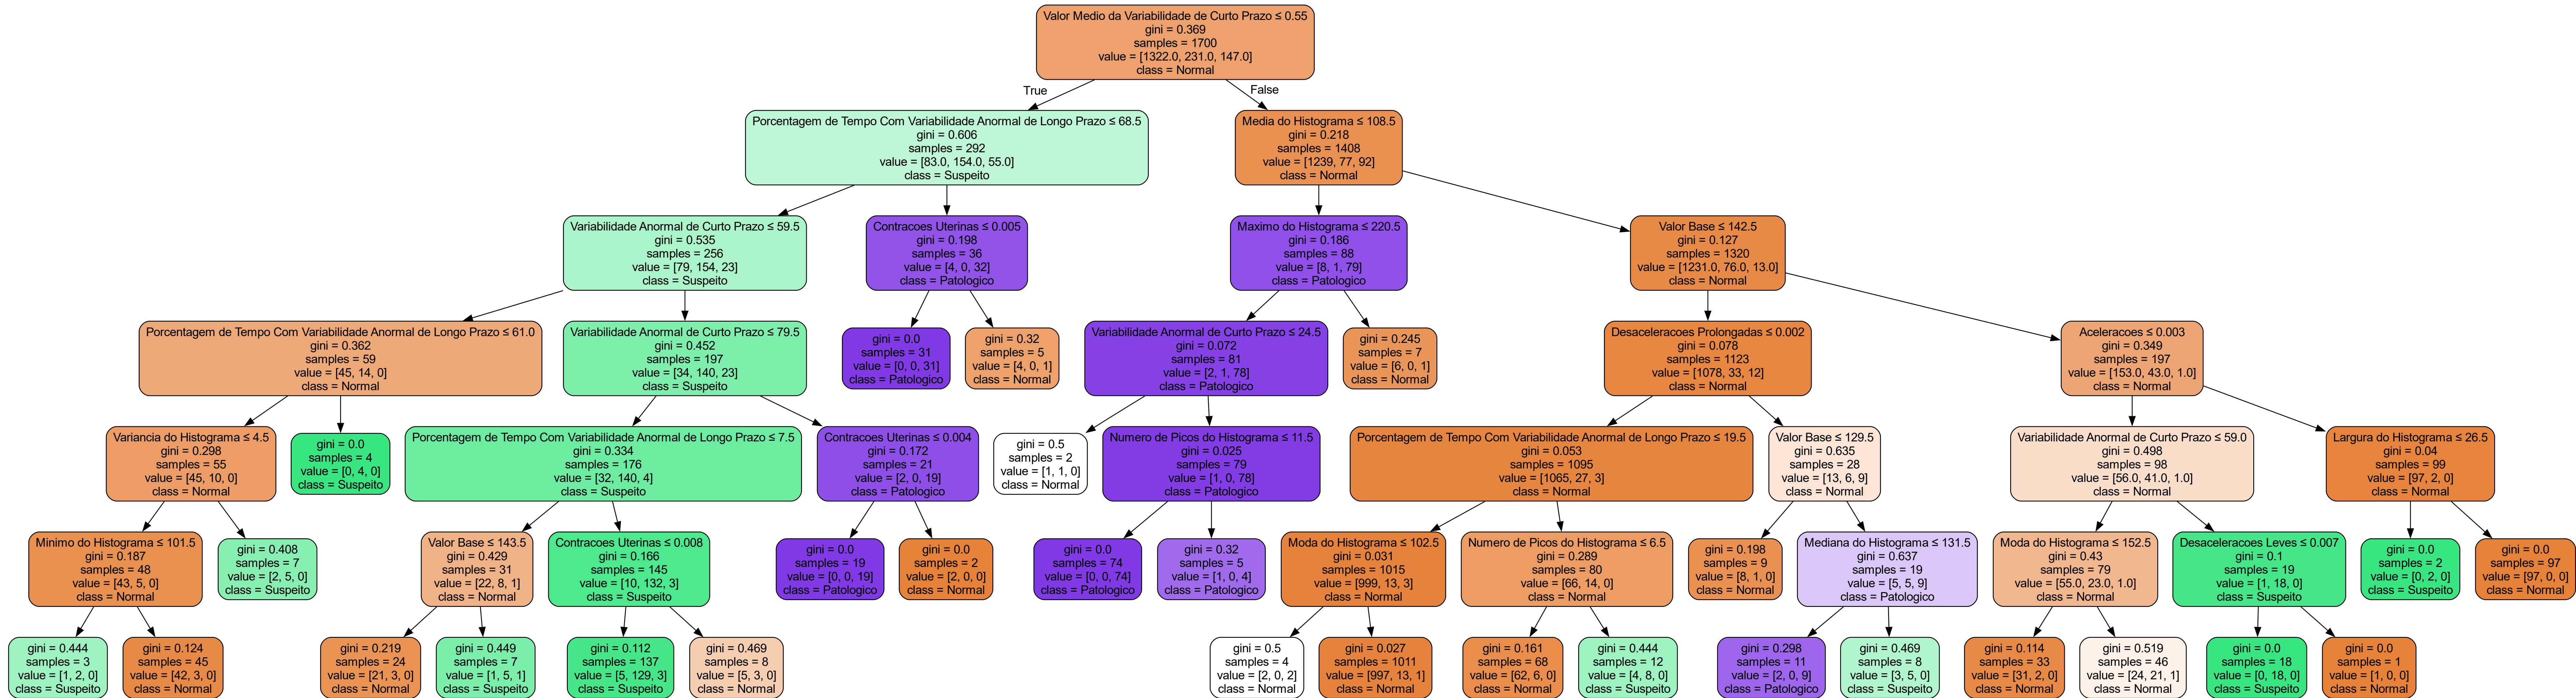 Valor Medio da Variabilidade de Curto Prazo ≤ 0.55
gini = 0.369
samples = 1700
value = [1322.0, 231.0, 147.0]
class = Normal
True
False
Porcentagem de Tempo Com Variabilidade Anormal de Longo Prazo ≤ 68.5
gini = 0.606
samples = 292
value = [83.0, 154.0, 55.0]
class = Suspeito
Media do Histograma ≤ 108.5
gini = 0.218
samples = 1408
value = [1239, 77, 92]
class = Normal
Variabilidade Anormal de Curto Prazo ≤ 59.5
gini = 0.535
samples = 256
value = [79, 154, 23]
class = Suspeito
Contracoes Uterinas ≤ 0.005
gini = 0.198
samples = 36
value = [4, 0, 32]
class = Patologico
Maximo do Histograma ≤ 220.5
gini = 0.186
samples = 88
value = [8, 1, 79]
class = Patologico
Valor Base ≤ 142.5
gini = 0.127
samples = 1320
value = [1231.0, 76.0, 13.0]
class = Normal
Porcentagem de Tempo Com Variabilidade Anormal de Longo Prazo ≤ 61.0
gini = 0.362
samples = 59
value = [45, 14, 0]
class = Normal
Variabilidade Anormal de Curto Prazo ≤ 79.5
gini = 0.452
samples = 197
value = [34, 140, 23]
class = Suspeito
gini = 0.0
samples = 31
value = [0, 0, 31]
class = Patologico
gini = 0.32
samples = 5
value = [4, 0, 1]
class = Normal
Variabilidade Anormal de Curto Prazo ≤ 24.5
gini = 0.072
samples = 81
value = [2, 1, 78]
class = Patologico
gini = 0.245
samples = 7
value = [6, 0, 1]
class = Normal
Desaceleracoes Prolongadas ≤ 0.002
gini = 0.078
samples = 1123
value = [1078, 33, 12]
class = Normal
Aceleracoes ≤ 0.003
gini = 0.349
samples = 197
value = [153.0, 43.0, 1.0]
class = Normal
Variancia do Histograma ≤ 4.5
gini = 0.298
samples = 55
value = [45, 10, 0]
class = Normal
gini = 0.0
samples = 4
value = [0, 4, 0]
class = Suspeito
Porcentagem de Tempo Com Variabilidade Anormal de Longo Prazo ≤ 7.5
gini = 0.334
samples = 176
value = [32, 140, 4]
class = Suspeito
Contracoes Uterinas ≤ 0.004
gini = 0.172
samples = 21
value = [2, 0, 19]
class = Patologico
gini = 0.5
samples = 2
value = [1, 1, 0]
class = Normal
Numero de Picos do Histograma ≤ 11.5
gini = 0.025
samples = 79
value = [1, 0, 78]
class = Patologico
Porcentagem de Tempo Com Variabilidade Anormal de Longo Prazo ≤ 19.5
gini = 0.053
samples = 1095
value = [1065, 27, 3]
class = Normal
Valor Base ≤ 129.5
gini = 0.635
samples = 28
value = [13, 6, 9]
class = Normal
Variabilidade Anormal de Curto Prazo ≤ 59.0
gini = 0.498
samples = 98
value = [56.0, 41.0, 1.0]
class = Normal
Largura do Histograma ≤ 26.5
gini = 0.04
samples = 99
value = [97, 2, 0]
class = Normal
Minimo do Histograma ≤ 101.5
gini = 0.187
samples = 48
value = [43, 5, 0]
class = Normal
gini = 0.408
samples = 7
value = [2, 5, 0]
class = Suspeito
Valor Base ≤ 143.5
gini = 0.429
samples = 31
value = [22, 8, 1]
class = Normal
Contracoes Uterinas ≤ 0.008
gini = 0.166
samples = 145
value = [10, 132, 3]
class = Suspeito
gini = 0.0
samples = 19
value = [0, 0, 19]
class = Patologico
gini = 0.0
samples = 2
value = [2, 0, 0]
class = Normal
gini = 0.0
samples = 74
value = [0, 0, 74]
class = Patologico
gini = 0.32
samples = 5
value = [1, 0, 4]
class = Patologico
Moda do Histograma ≤ 102.5
gini = 0.031
samples = 1015
value = [999, 13, 3]
class = Normal
Numero de Picos do Histograma ≤ 6.5
gini = 0.289
samples = 80
value = [66, 14, 0]
class = Normal
gini = 0.198
samples = 9
value = [8, 1, 0]
class = Normal
Mediana do Histograma ≤ 131.5
gini = 0.637
samples = 19
value = [5, 5, 9]
class = Patologico
Moda do Histograma ≤ 152.5
gini = 0.43
samples = 79
value = [55.0, 23.0, 1.0]
class = Normal
Desaceleracoes Leves ≤ 0.007
gini = 0.1
samples = 19
value = [1, 18, 0]
class = Suspeito
gini = 0.0
samples = 2
value = [0, 2, 0]
class = Suspeito
gini = 0.0
samples = 97
value = [97, 0, 0]
class = Normal
gini = 0.444
samples = 3
value = [1, 2, 0]
class = Suspeito
gini = 0.124
samples = 45
value = [42, 3, 0]
class = Normal
gini = 0.219
samples = 24
value = [21, 3, 0]
class = Normal
gini = 0.449
samples = 7
value = [1, 5, 1]
class = Suspeito
gini = 0.112
samples = 137
value = [5, 129, 3]
class = Suspeito
gini = 0.469
samples = 8
value = [5, 3, 0]
class = Normal
gini = 0.5
samples = 4
value = [2, 0, 2]
class = Normal
gini = 0.027
samples = 1011
value = [997, 13, 1]
class = Normal
gini = 0.161
samples = 68
value = [62, 6, 0]
class = Normal
gini = 0.444
samples = 12
value = [4, 8, 0]
class = Suspeito
gini = 0.298
samples = 11
value = [2, 0, 9]
class = Patologico
gini = 0.469
samples = 8
value = [3, 5, 0]
class = Suspeito
gini = 0.114
samples = 33
value = [31, 2, 0]
class = Normal
gini = 0.519
samples = 46
value = [24, 21, 1]
class = Normal
gini = 0.0
samples = 18
value = [0, 18, 0]
class = Suspeito
gini = 0.0
samples = 1
value = [1, 0, 0]
class = Normal